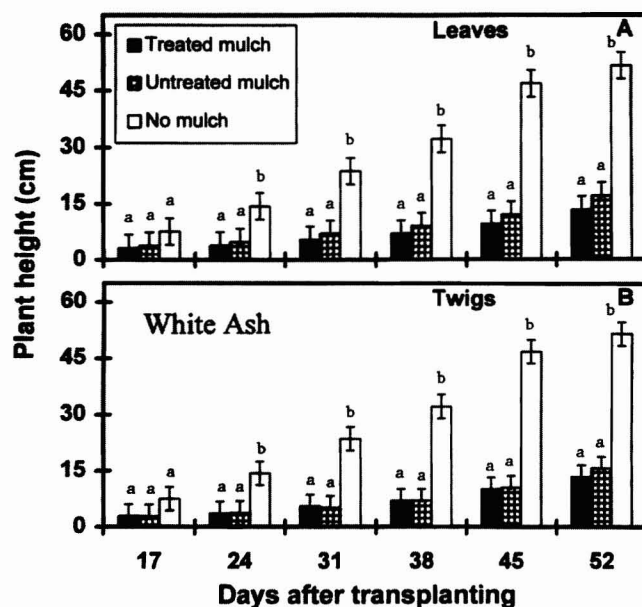 Plant height (cm)
60
45
30
15
0
Treated mulch
Untreated mulch
No mulch
Leaves
A
a a a
a a b
a a b
a a b
a a b
a a b
60
45
30
15
0
White Ash
Twigs
B
a a a
a a b
a a b
a a b
a a b
a a b
17 24 31 38 45 52
Days after transplanting